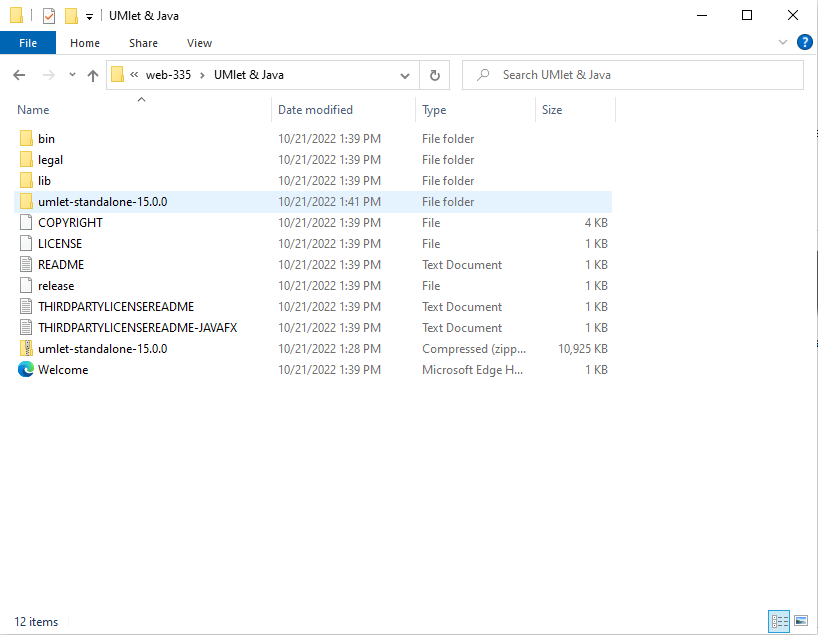 UMlet & Java
File Home Share View
« web-335 › UMlet & Java Search UMlet & Java
Name Date modified Type Size
bin 10/21/2022 1:39 PM File folder
legal 10/21/2022 1:39 PM File folder
lib 10/21/2022 1:39 PM File folder
umlet-standalone-15.0.0 10/21/2022 1:41 PM File folder
COPYRIGHT 10/21/2022 1:39 PM File 4 KB
LICENSE 10/21/2022 1:39 PM File 1 KB
README 10/21/2022 1:39 PM Text Document 1 KB
release 10/21/2022 1:39 PM File 1 KB
THIRDPARTYLICENSEREADME 10/21/2022 1:39 PM Text Document 1 KB
THIRDPARTYLICENSEREADME-JAVAFX 10/21/2022 1:39 PM Text Document 1 KB
umlet-standalone-15.0.0 10/21/2022 1:28 PM Compressed (zipp... 10,925 KB
Welcome 10/21/2022 1:39 PM Microsoft Edge H... 1 KB
12 items